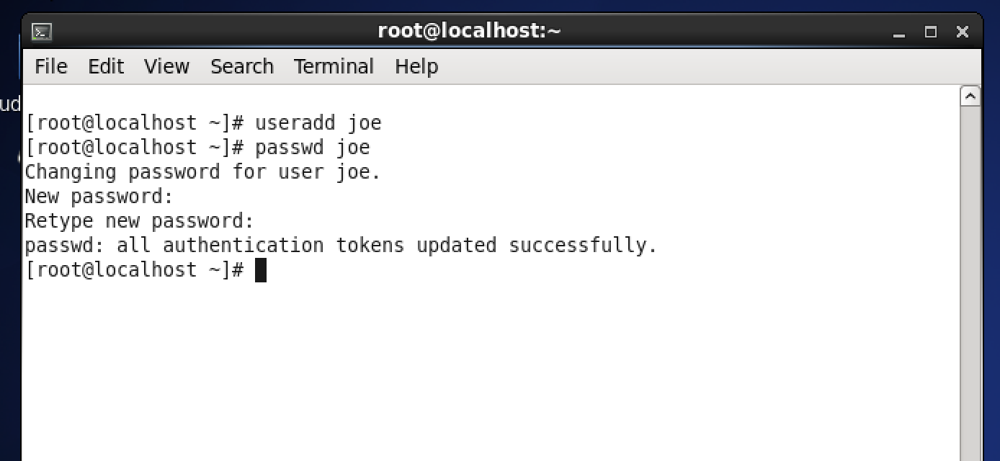 root@localhost:~
File Edit View Search Terminal Help
ud
[root@localhost ~]# useradd joe
[root@localhost ~]# passwd joe
Changing password for user joe.
New password:
Retype new password:
passwd: all authentication tokens updated successfully.
[root@localhost ~]#